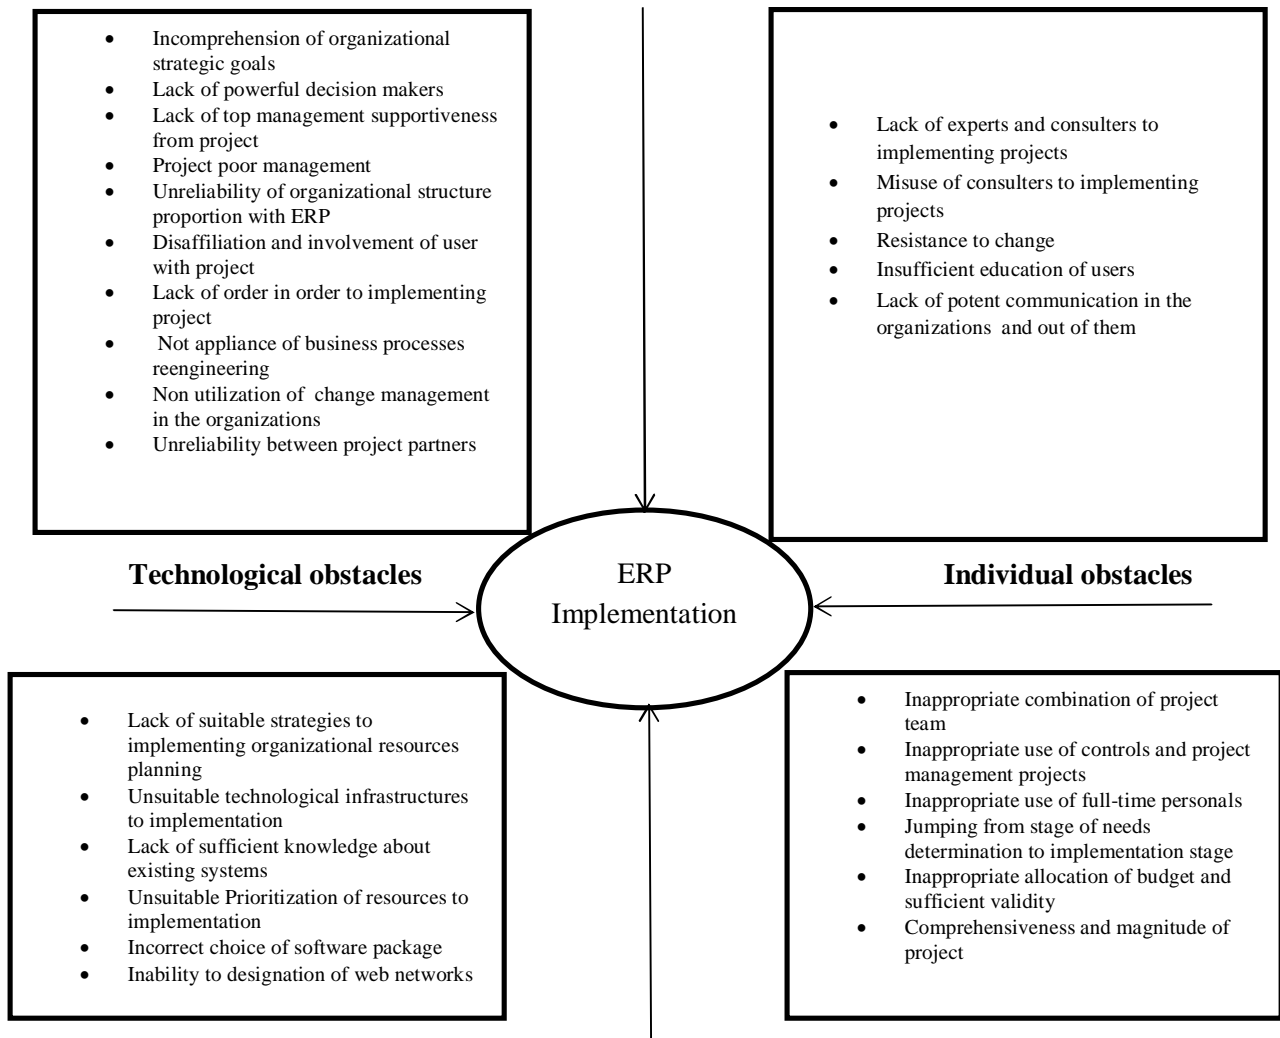 • Incomprehension of organizational
strategic goals
• Lack of powerful decision makers
• Lack of top management supportiveness
from project
• Project poor management
• Unreliability of organizational structure
proportion with ERP
• Disaffiliation and involvement of user
with project
• Lack of order in order to implementing
project
• Not appliance of business processes
reengineering
• Non utilization of change management
in the organizations
• Unreliability between project partners
• Lack of experts and consulters to
implementing projects
• Misuse of consulters to implementing
projects
• Resistance to change
• Insufficient education of users
• Lack of potent communication in the
organizations and out of them
Technological obstacles
ERP
Implementation
Individual obstacles
• Lack of suitable strategies to
implementing organizational resources
planning
• Unsuitable technological infrastructures
to implementation
• Lack of sufficient knowledge about
existing systems
• Unsuitable Prioritization of resources to
implementation
• Incorrect choice of software package
• Inability to designation of web networks
• Inappropriate combination of project
team
• Inappropriate use of controls and project
management projects
• Inappropriate use of full-time personals
• Jumping from stage of needs
determination to implementation stage
• Inappropriate allocation of budget and
sufficient validity
• Comprehensiveness and magnitude of
project